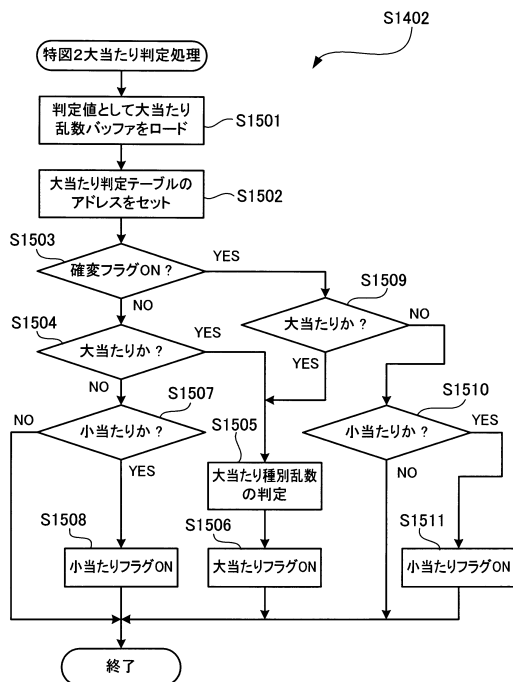 S1402
特図2大当たり判定処理
判定値として大当たり
乱数バッファをロード
S1501
大当たり判定テーブルの
アドレスをセット
S1502
S1503
確変フラグON?
YES
NO
S1509
大当たりか?
NO
YES
S1504
大当たりか?
YES
NO
S1507
小当たりか?
NO
YES
S1505
大当たり種別乱数
の判定
S1510
小当たりか?
YES
NO
S1508
小当たりフラグON
S1506
大当たりフラグON
S1511
小当たりフラグON
終了